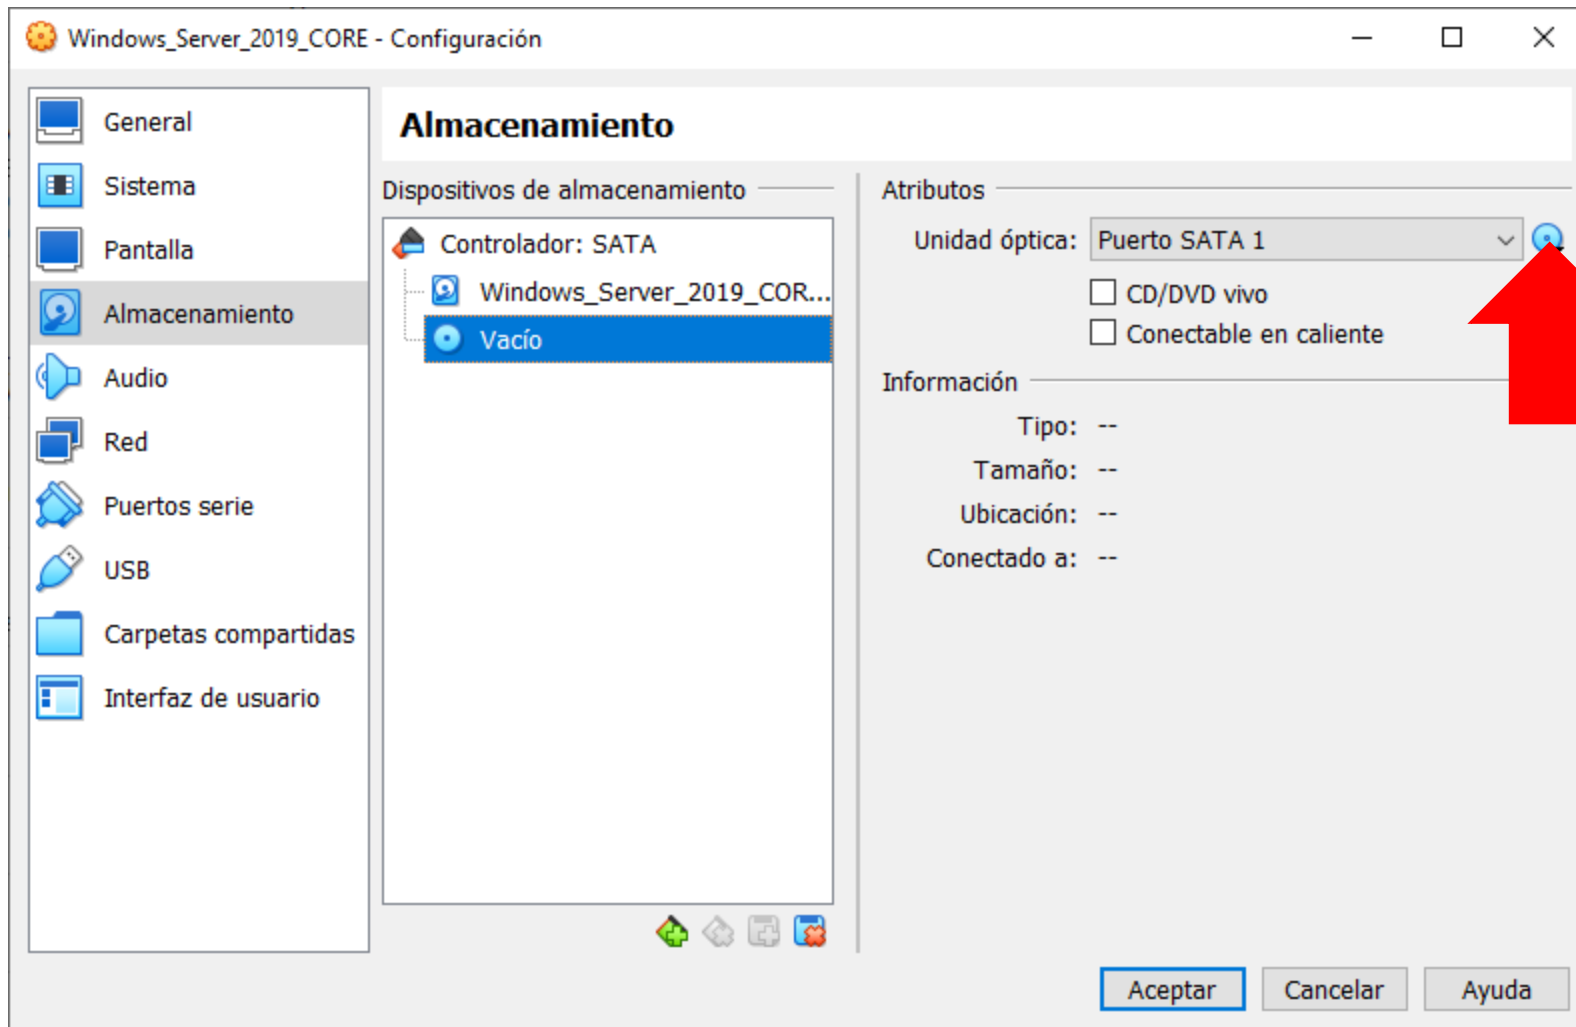 Windows_Server_2019_CORE - Configuración
General
Sistema
Pantalla
Almacenamiento
Audio
Red
Puertos serie
USB
Carpetas compartidas
Interfaz de usuario
Almacenamiento
Dispositivos de almacenamiento
Controlador: SATA
Windows_Server_2019_COR...
Vacío
Atributos
Unidad óptica: Puerto SATA 1
CD/DVD vivo
Conectable en caliente
Información
Tipo: --
Tamaño: --
Ubicación: --
Conectado a: --
Aceptar Cancelar Ayuda